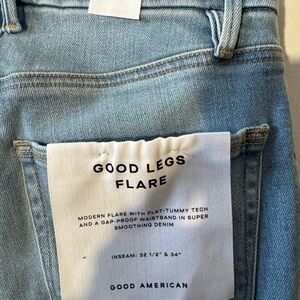 GOOD LEGS
FLARE
MODERN FLARE WITH FLAT-TUMMY TECH
AND A GAP-PROOF WAISTBAND IN SUPER
SMOOTHING DENIM
INSEAM: 32 1/2" & 34"
GOOD AMERICAN